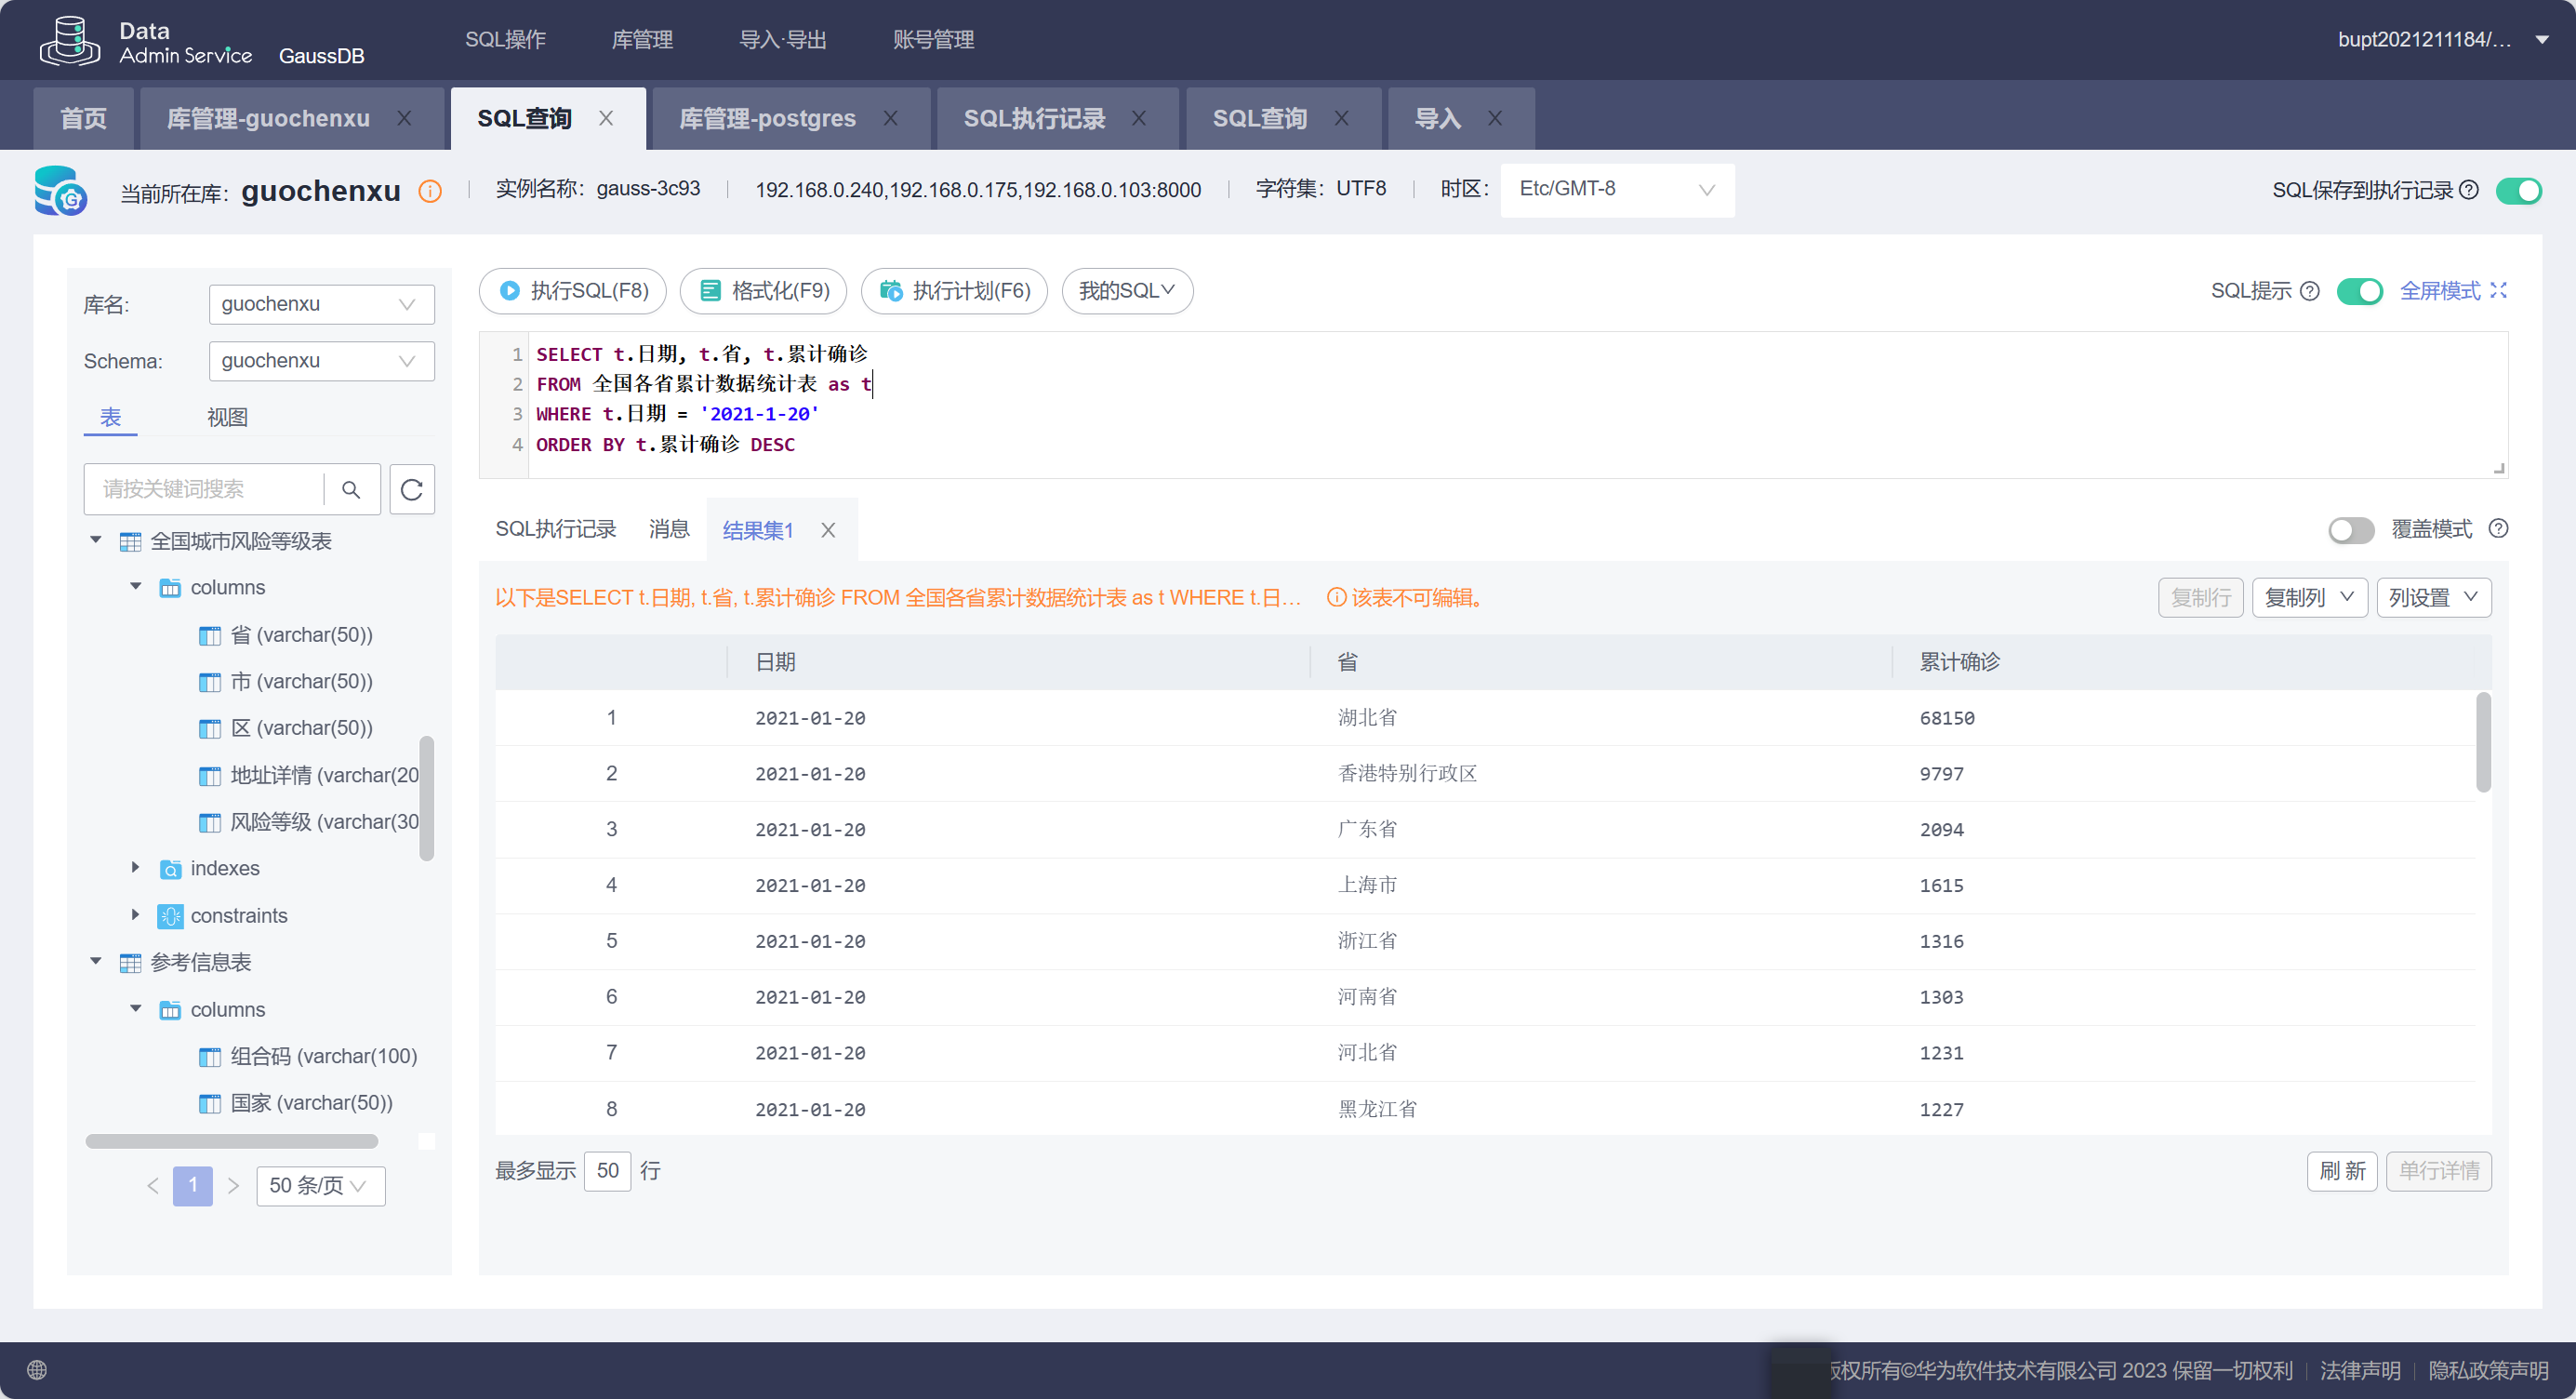 Data
Admin Service GaussDB SQL操作 库管理 导入·导出 账号管理 bupt2021211184/...
首页 库管理-guochenxu X SQL查询 X 库管理-postgres X SQL执行记录 X SQL查询 X 导入 X
当前所在库: guochenxu 实例名称: gauss-3c93 192.168.0.240,192.168.0.175,192.168.0.103:8000 字符集: UTF8 时区: Etc/GMT-8 SQL保存到执行记录
库名: guochenxu
Schema: guochenxu
表 视图
请按关键词搜索
全国城市风险等级表
columns
省 (varchar(50))
市 (varchar(50))
区 (varchar(50))
地址详情 (varchar(20
风险等级 (varchar(30
indexes
constraints
参考信息表
columns
组合码 (varchar(100)
国家 (varchar(50))
< 1 > 50 条/页
执行SQL(F8) 格式化(F9) 执行计划(F6) 我的SQL SQL提示 全屏模式
1 SELECT t.日期, t.省, t.累计确诊
2 FROM 全国各省累计数据统计表 as t
3 WHERE t.日期 = '2021-1-20'
4 ORDER BY t.累计确诊 DESC
SQL执行记录 消息 结果集1 X 覆盖模式
以下是SELECT t.日期, t.省, t.累计确诊 FROM 全国各省累计数据统计表 as t WHERE t.日... 该表不可编辑。 复制行 复制列 列设置
日期 省 累计确诊
1 2021-01-20 湖北省 68150
2 2021-01-20 香港特别行政区 9797
3 2021-01-20 广东省 2094
4 2021-01-20 上海市 1615
5 2021-01-20 浙江省 1316
6 2021-01-20 河南省 1303
7 2021-01-20 河北省 1231
8 2021-01-20 黑龙江省 1227
最多显示 50 行 刷新 单行详情
权所有©华为软件技术有限公司 2023 保留一切权利 法律声明 隐私政策声明